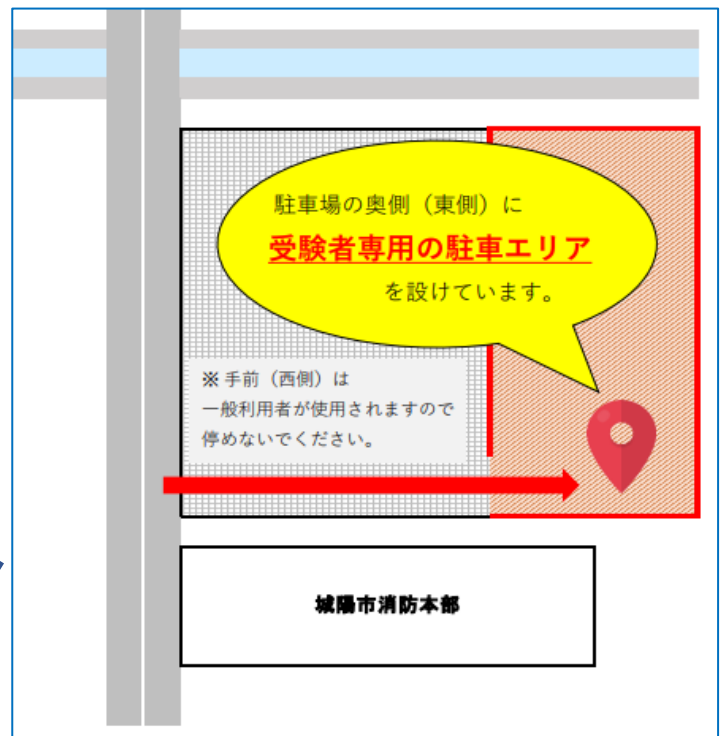 駐車場の奥側（東側）に
受験者専用の駐車エリア
を設けています。
※ 手前（西側）は
一般利用者が使用されますので
停めないでください。
城陽市消防本部